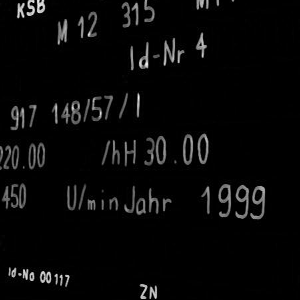 KSB
M 12 315
Id-Nr 4
917 148/57/1
220.00 /hH 30.00
450 U/min Jahr 1999
Id-No 00117
ZN